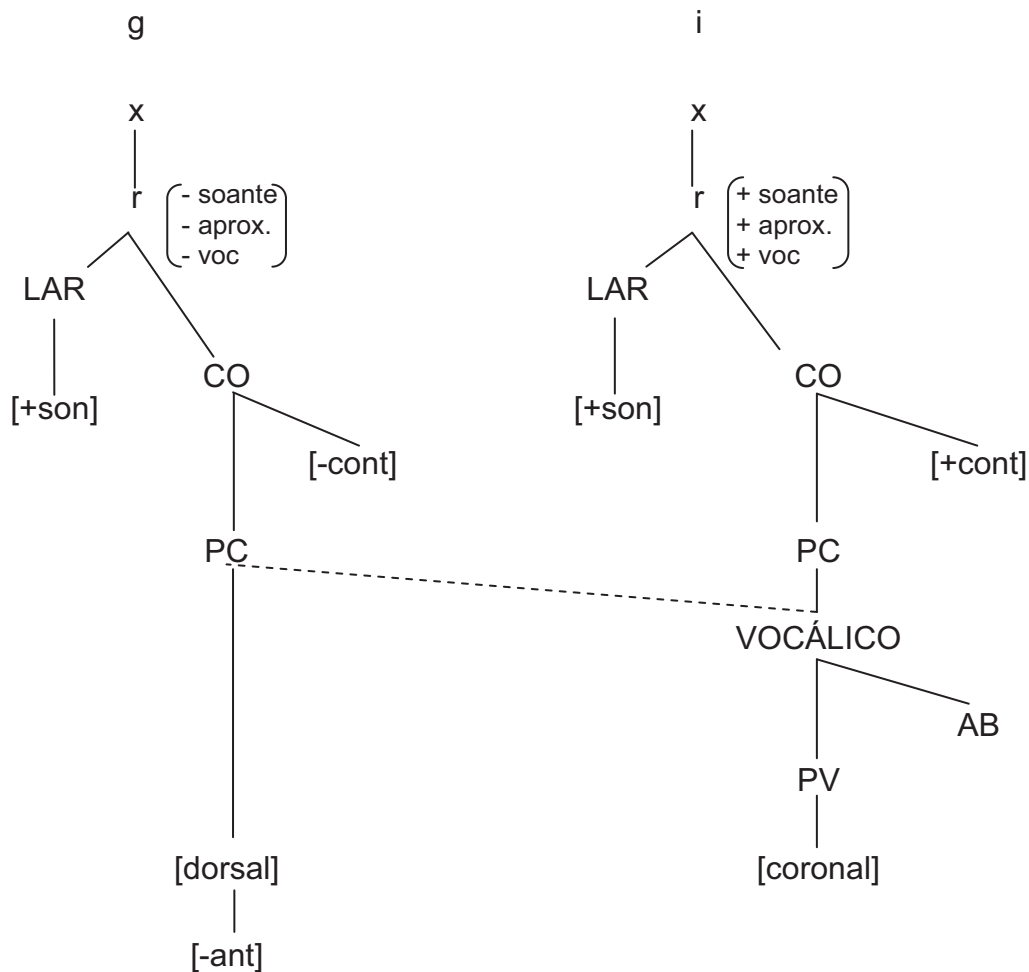 g i
x x
r - soante r + soante
- aprox. + aprox.
- voc + voc
LAR LAR
CO CO
[+son] [+son]
[-cont] [+cont]
PC PC
VOCÁLICO
AB
PV
[dorsal] [coronal]
[-ant]